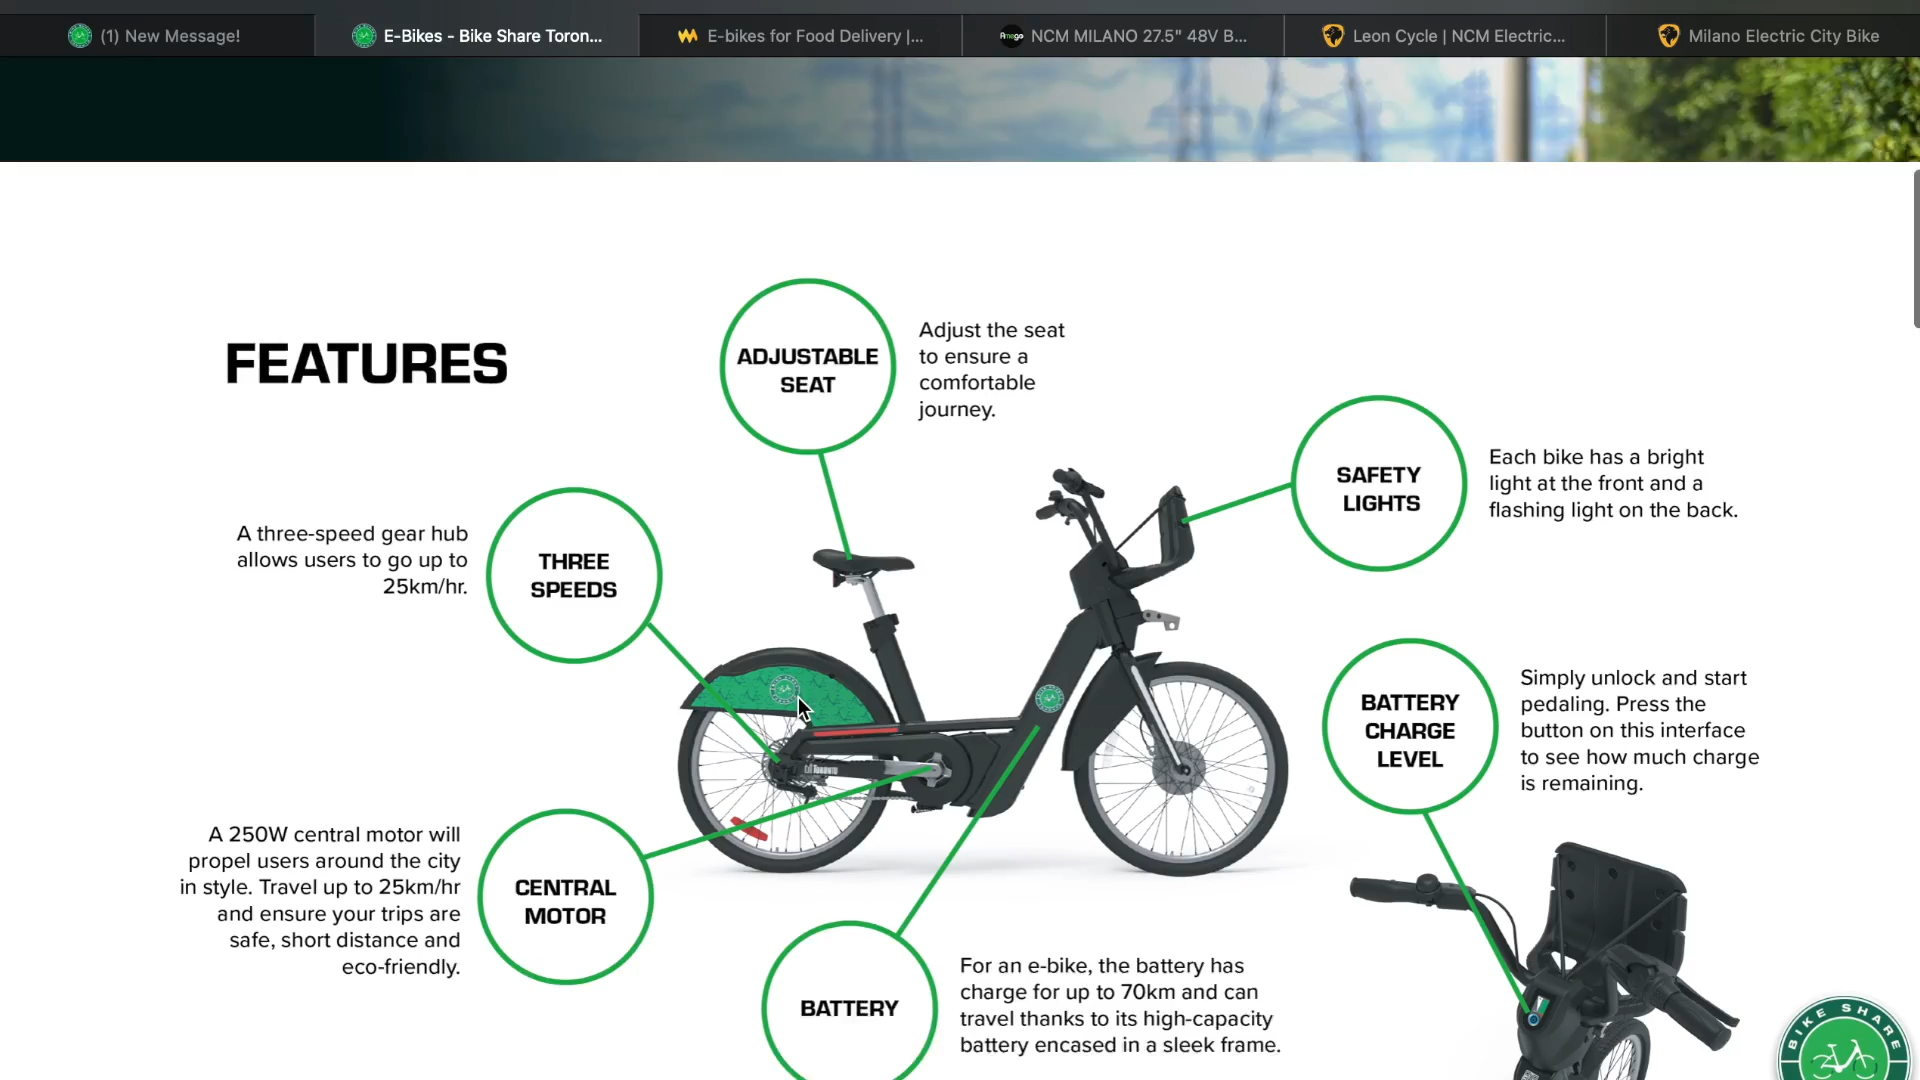 (1) New Message!
E-Bikes - Bike Share Toron...
E-bikes for Food Delivery |...
NCM MILANO 27.5" 48V B...
Leon Cycle | NCM Electric...
Milano Electric City Bike
FEATURES
ADJUSTABLE
SEAT
Adjust the seat
to ensure a
comfortable
journey.
SAFETY
LIGHTS
Each bike has a bright
light at the front and a
flashing light on the back.
A three-speed gear hub
allows users to go up to
25km/hr.
THREE
SPEEDS
BATTERY
CHARGE
LEVEL
Simply unlock and start
pedaling. Press the
button on this interface
to see how much charge
is remaining.
A 250W central motor will
propel users around the city
in style. Travel up to 25km/hr
and ensure your trips are
safe, short distance and
eco-friendly.
CENTRAL
MOTOR
BATTERY
For an e-bike, the battery has
charge for up to 70km and can
travel thanks to its high-capacity
battery encased in a sleek frame.
BIKE SHARE